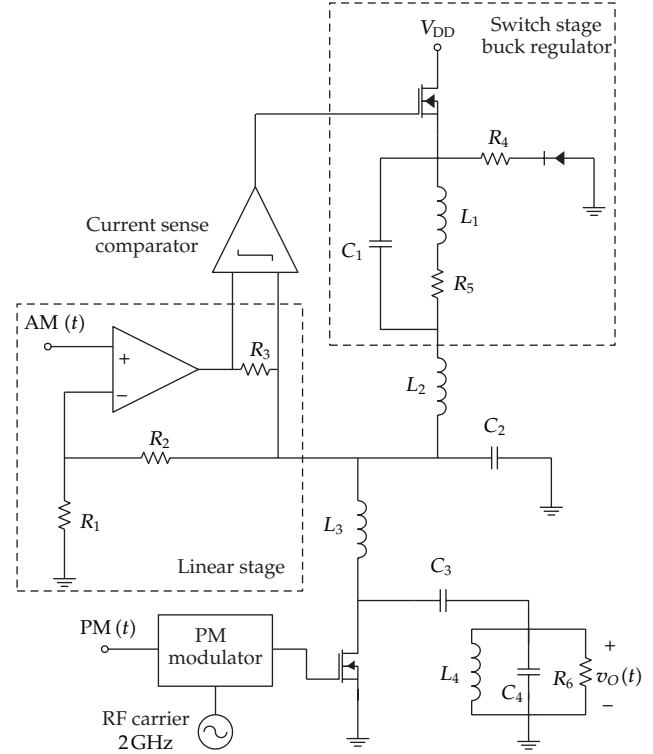 Switch stage
buck regulator
V_DD
R_4
L_1
C_1
R_5
Current sense
comparator
AM (t)
+
−
R_3
L_2
R_2
C_2
R_1
Linear stage
L_3
C_3
PM (t)
PM
modulator
RF carrier
2 GHz
L_4
C_4
R_6
+
v_O(t)
−